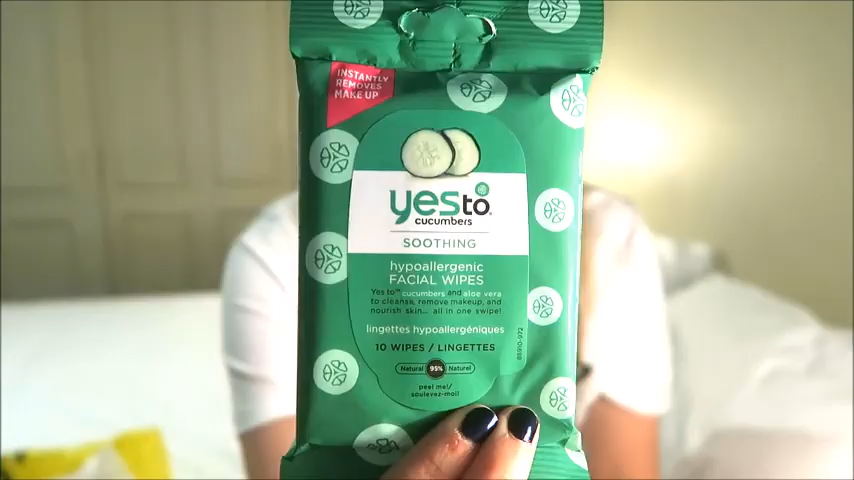 INSTANTLY
REMOVES
MAKE UP
yesto
cucumbers
SOOTHING
hypoallergenic
FACIAL WIPES
Yes to™ cucumbers and aloe vera
to cleanse, remove makeup, and
nourish skin... all in one swipe!
lingettes hypoallergéniques
10 WIPES / LINGETTES
Natural 95% Naturel
peel me!/
soulevez-moi!